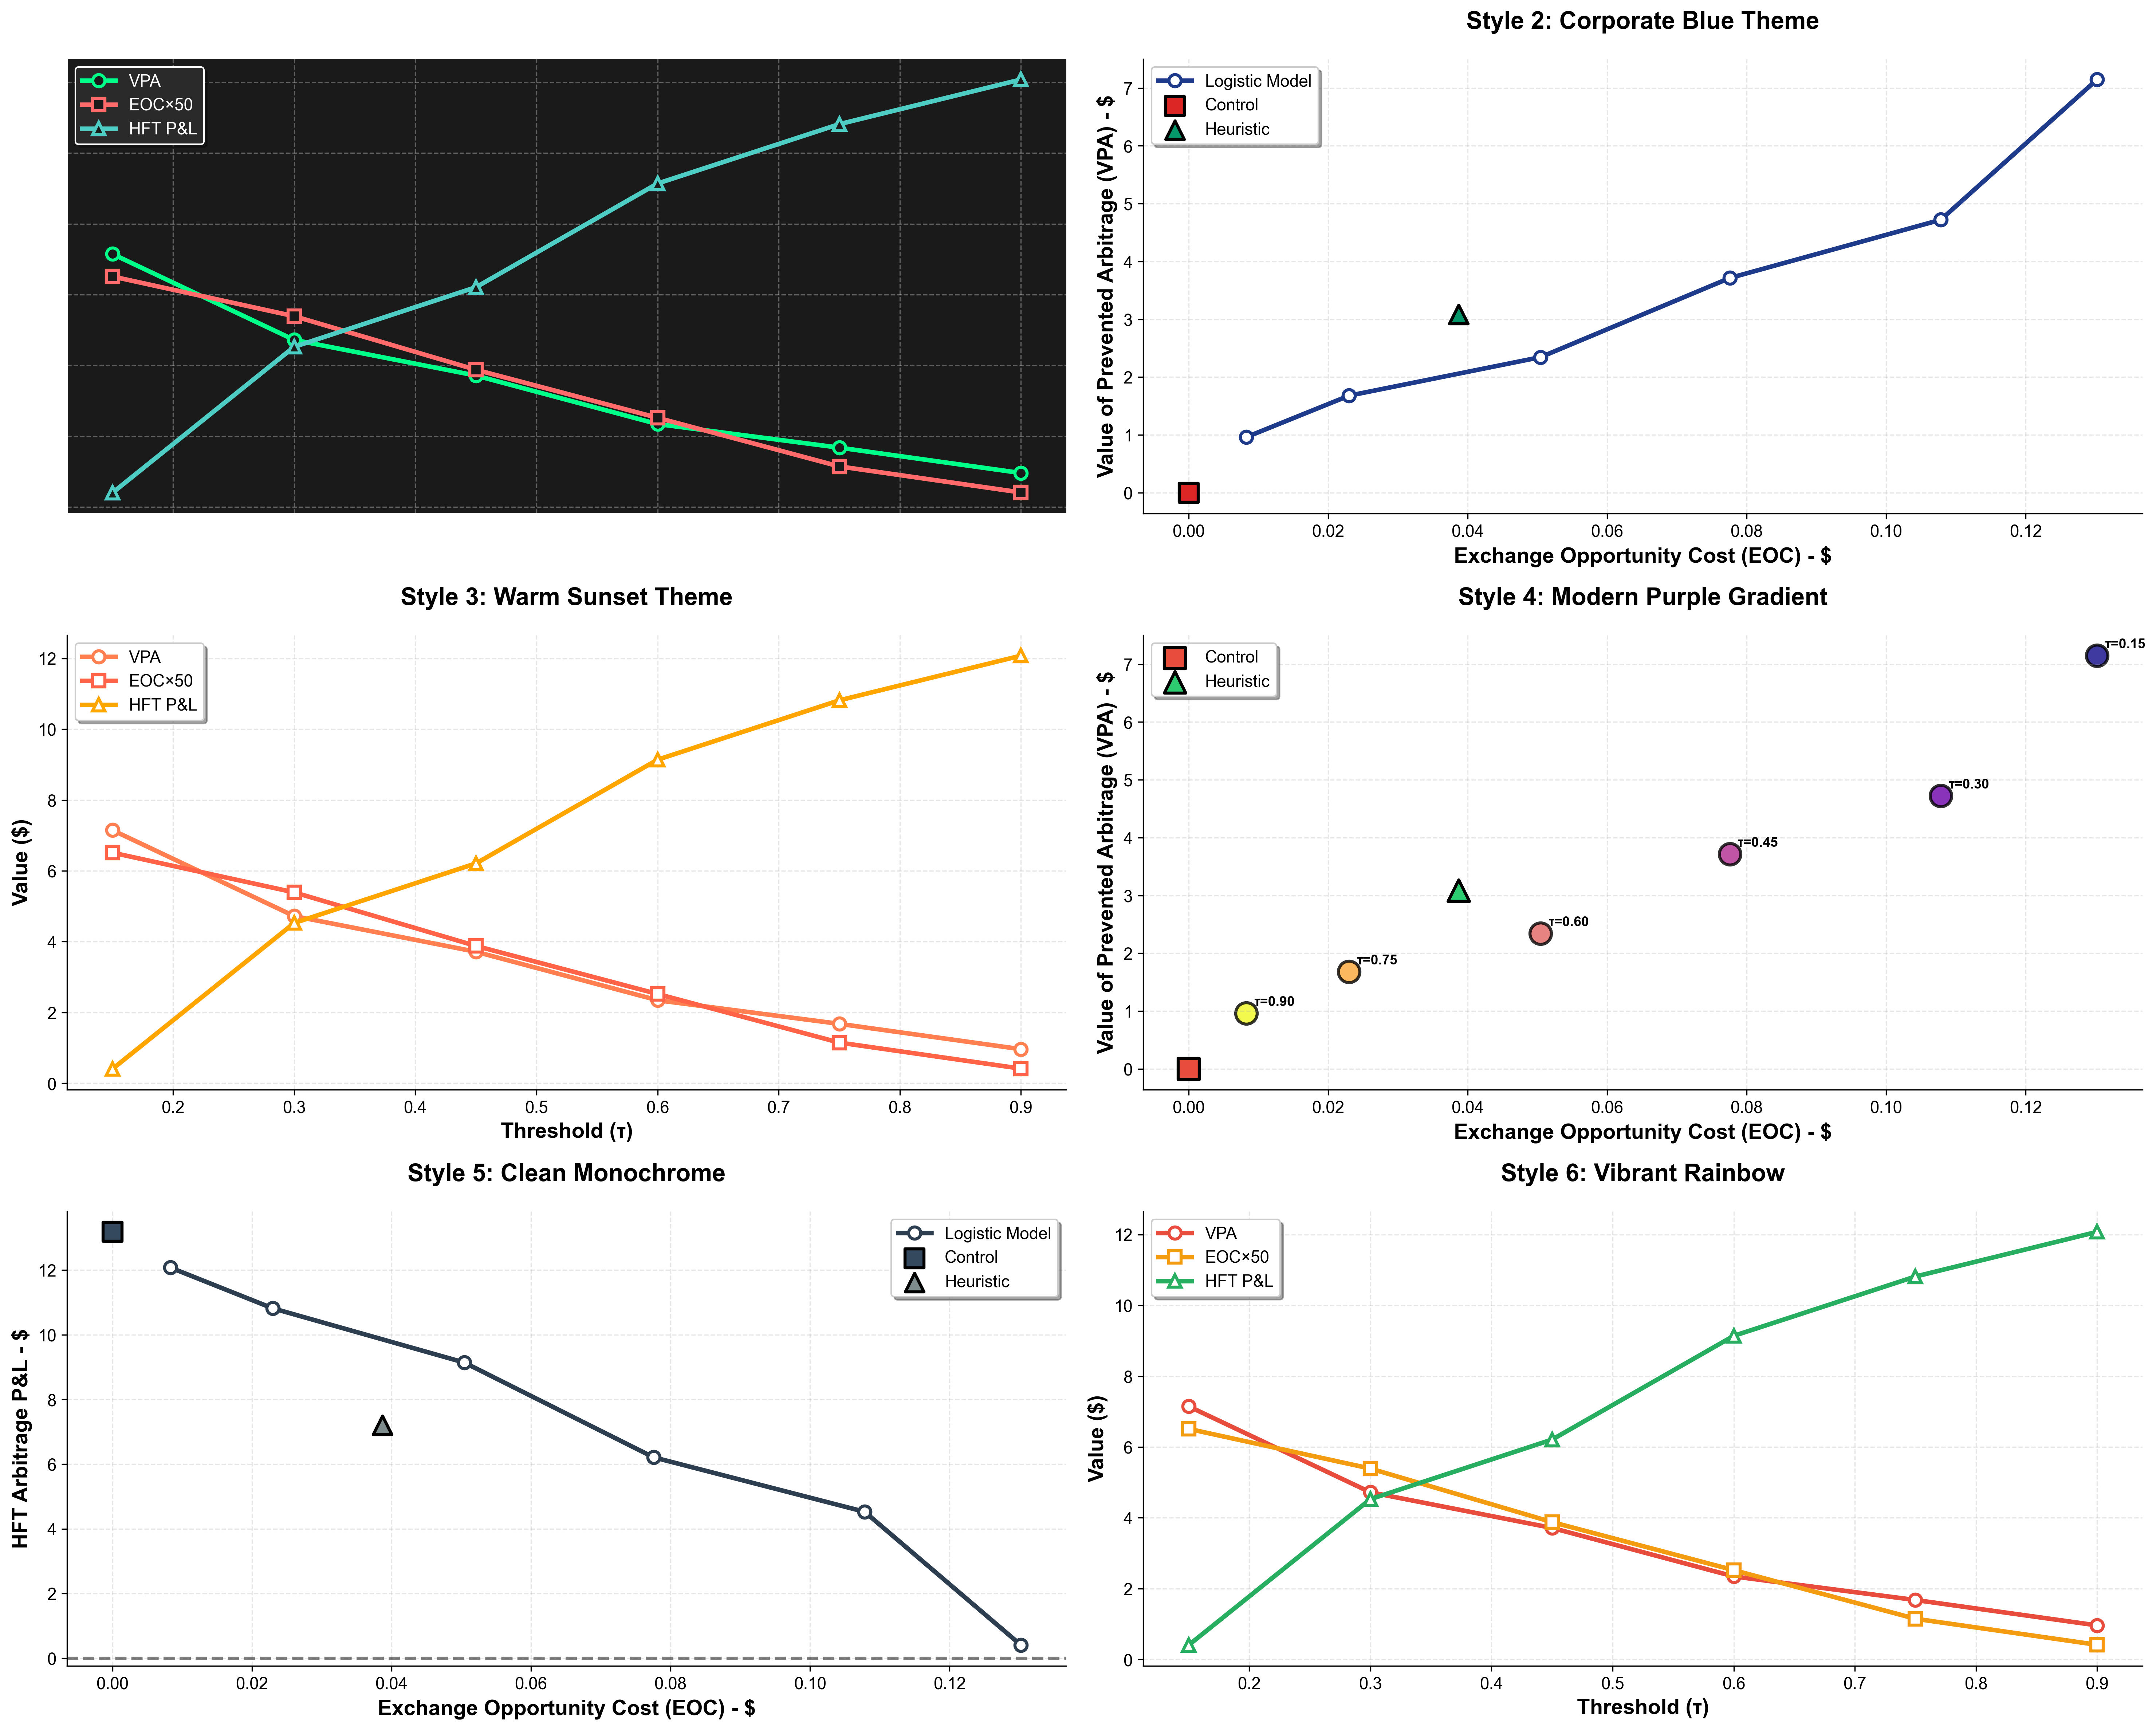 VPA
EOC×50
HFT P&L
Style 2: Corporate Blue Theme
Value of Prevented Arbitrage (VPA) - $
7
6
5
4
3
2
1
0
Logistic Model
Control
Heuristic
0.00 0.02 0.04 0.06 0.08 0.10 0.12
Exchange Opportunity Cost (EOC) - $
Style 3: Warm Sunset Theme
Value ($)
12
10
8
6
4
2
0
VPA
EOC×50
HFT P&L
0.2 0.3 0.4 0.5 0.6 0.7 0.8 0.9
Threshold (τ)
Style 4: Modern Purple Gradient
Value of Prevented Arbitrage (VPA) - $
7
6
5
4
3
2
1
0
Control
Heuristic
τ=0.15
τ=0.30
τ=0.45
τ=0.60
τ=0.75
τ=0.90
0.00 0.02 0.04 0.06 0.08 0.10 0.12
Exchange Opportunity Cost (EOC) - $
Style 5: Clean Monochrome
HFT Arbitrage P&L - $
12
10
8
6
4
2
0
Logistic Model
Control
Heuristic
0.00 0.02 0.04 0.06 0.08 0.10 0.12
Exchange Opportunity Cost (EOC) - $
Style 6: Vibrant Rainbow
Value ($)
12
10
8
6
4
2
0
VPA
EOC×50
HFT P&L
0.2 0.3 0.4 0.5 0.6 0.7 0.8 0.9
Threshold (τ)